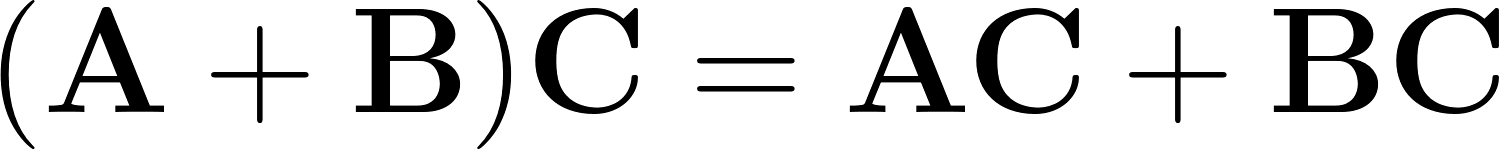 (A + B)C = AC + BC